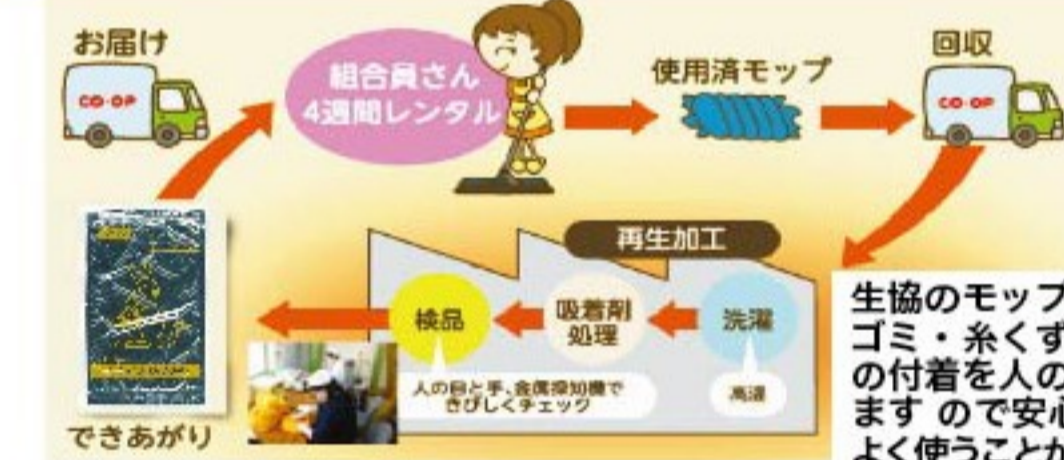 お届け
CO·OP
組合員さん
4週間レンタル
使用済モップ
回収
CO·OP
再生加工
検品
吸着剤
処理
洗濯
人の目と手、金属探知機で
きびしくチェック
高温
できあがり
生協のモップ
ゴミ・糸くず
の付着を人の
ます ので安心
よく使うことが